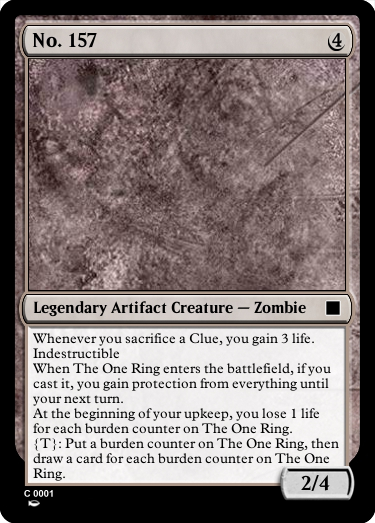 No. 157
4
Legendary Artifact Creature — Zombie
Whenever you sacrifice a Clue, you gain 3 life.
Indestructible
When The One Ring enters the battlefield, if you
cast it, you gain protection from everything until
your next turn.
At the beginning of your upkeep, you lose 1 life
for each burden counter on The One Ring.
{T}: Put a burden counter on The One Ring, then
draw a card for each burden counter on The One
Ring.
2/4
C 0001